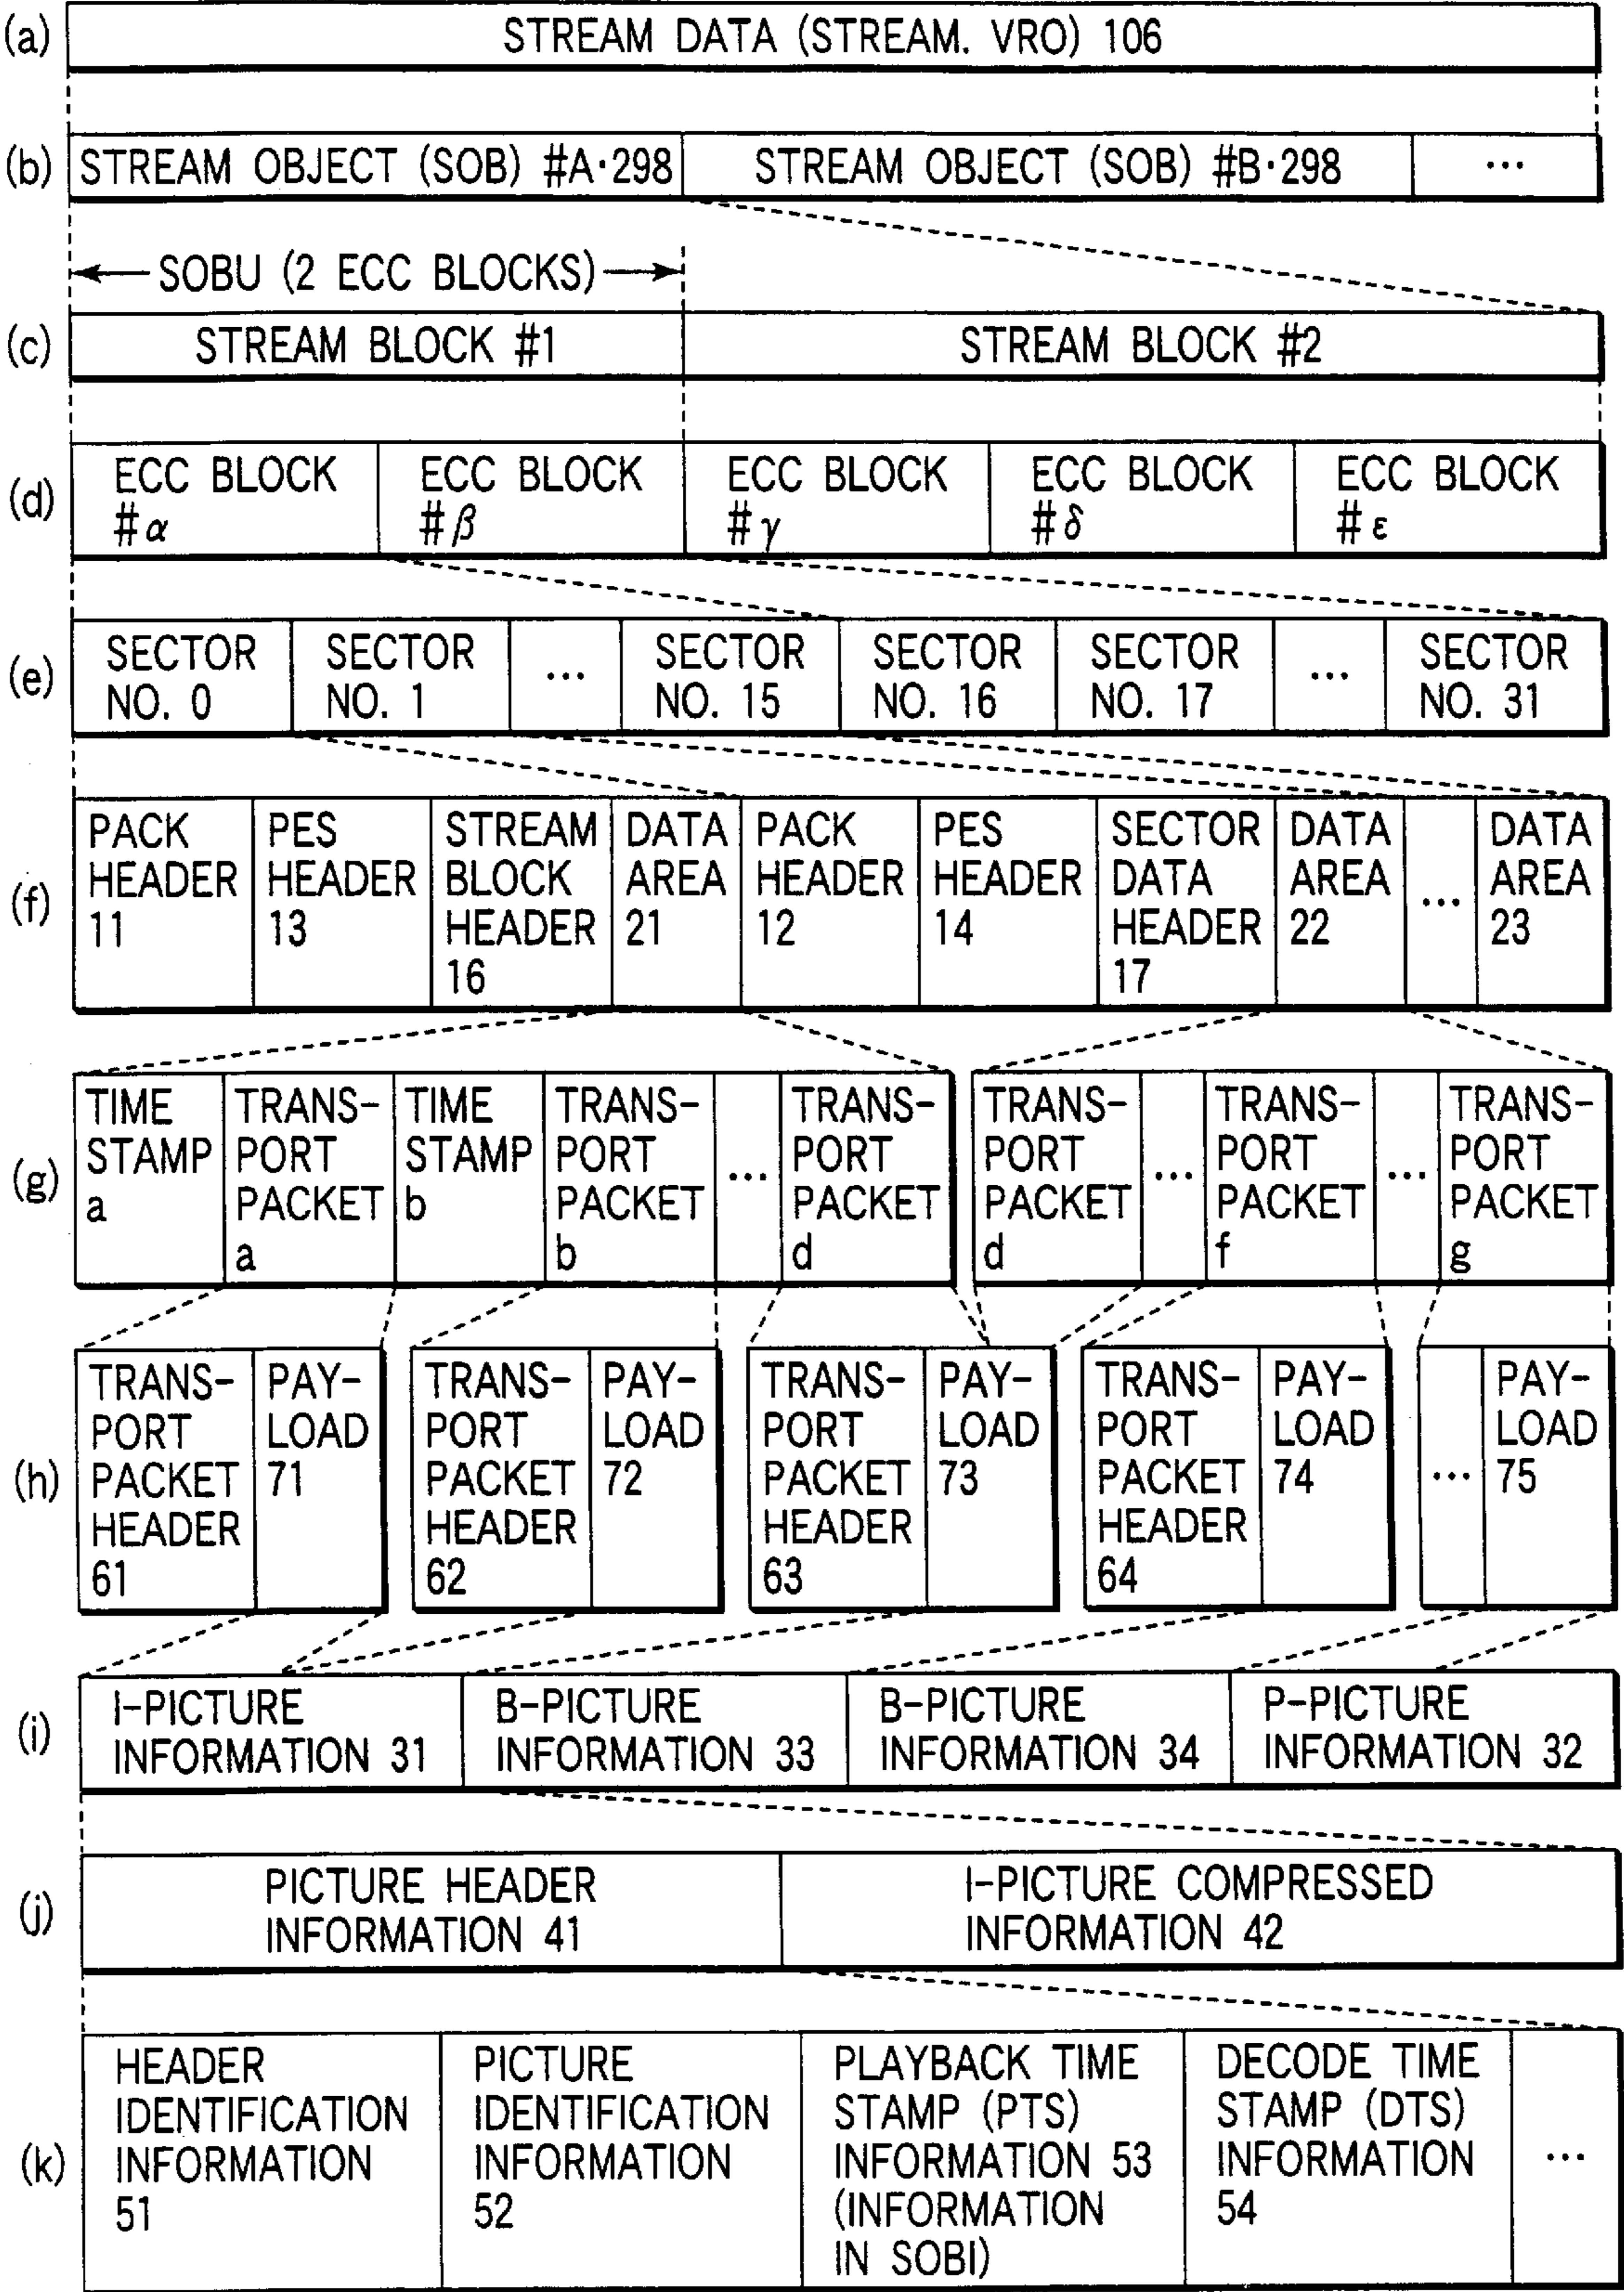 (a) STREAM DATA (STREAM. VRO) 106
(b) STREAM OBJECT (SOB) #A·298 STREAM OBJECT (SOB) #B·298 ...
SOBU (2 ECC BLOCKS)
(c) STREAM BLOCK #1 STREAM BLOCK #2
(d)
ECC BLOCK
#α
ECC BLOCK
#β
ECC BLOCK
#γ
ECC BLOCK
#δ
ECC BLOCK
#ε
(e)
SECTOR
NO. 0
SECTOR
NO. 1
...
SECTOR
NO. 15
SECTOR
NO. 16
SECTOR
NO. 17
...
SECTOR
NO. 31
(f)
PACK
HEADER
11
PES
HEADER
13
STREAM
BLOCK
HEADER
16
DATA
AREA
21
PACK
HEADER
12
PES
HEADER
14
SECTOR
DATA
HEADER
17
DATA
AREA
22
...
DATA
AREA
23
(g)
TIME
STAMP
a
TRANS-
PORT
PACKET
a
TIME
STAMP
b
TRANS-
PORT
PACKET
b
...
TRANS-
PORT
PACKET
d
TRANS-
PORT
PACKET
d
...
TRANS-
PORT
PACKET
f
...
TRANS-
PORT
PACKET
g
(h)
TRANS-
PORT
PACKET
HEADER
61
PAY-
LOAD
71
TRANS-
PORT
PACKET
HEADER
62
PAY-
LOAD
72
TRANS-
PORT
PACKET
HEADER
63
PAY-
LOAD
73
TRANS-
PORT
PACKET
HEADER
64
PAY-
LOAD
74
...
PAY-
LOAD
75
(i)
I-PICTURE
INFORMATION 31
B-PICTURE
INFORMATION 33
B-PICTURE
INFORMATION 34
P-PICTURE
INFORMATION 32
(j)
PICTURE HEADER
INFORMATION 41
I-PICTURE COMPRESSED
INFORMATION 42
(k)
HEADER
IDENTIFICATION
INFORMATION
51
PICTURE
IDENTIFICATION
INFORMATION
52
PLAYBACK TIME
STAMP (PTS)
INFORMATION 53
(INFORMATION
IN SOBI)
DECODE TIME
STAMP (DTS)
INFORMATION
54
...